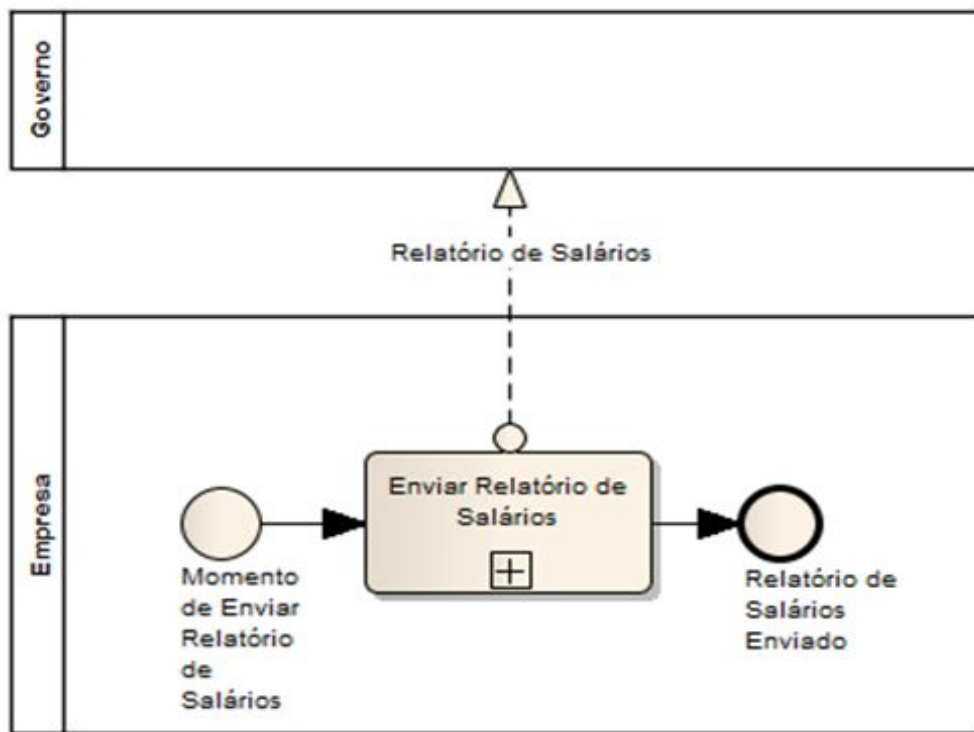 Governo
Relatório de Salários
Empresa
Enviar Relatório de
Salários
Momento
de Enviar
Relatório
de
Salários
Relatório de
Salários
Enviado